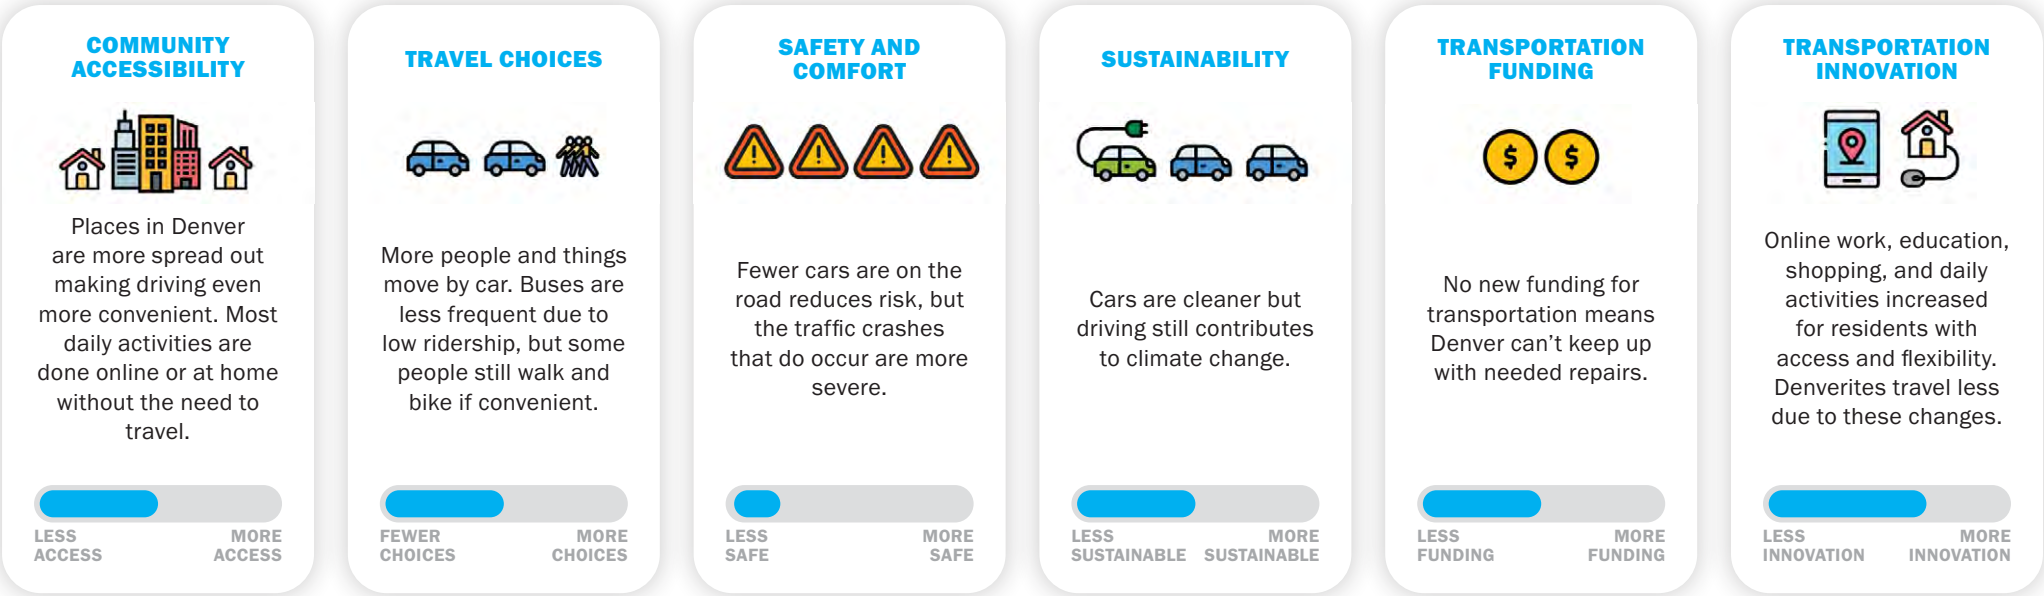 COMMUNITY
ACCESSIBILITY
Places in Denver
are more spread out
making driving even
more convenient. Most
daily activities are
done online or at home
without the need to
travel.
LESS
ACCESS
MORE
ACCESS
TRAVEL CHOICES
More people and things
move by car. Buses are
less frequent due to
low ridership, but some
people still walk and
bike if convenient.
FEWER
CHOICES
MORE
CHOICES
SAFETY AND
COMFORT
Fewer cars are on the
road reduces risk, but
the traffic crashes
that do occur are more
severe.
LESS
SAFE
MORE
SAFE
SUSTAINABILITY
Cars are cleaner but
driving still contributes
to climate change.
LESS
SUSTAINABLE
MORE
SUSTAINABLE
TRANSPORTATION
FUNDING
$ $
No new funding for
transportation means
Denver can’t keep up
with needed repairs.
LESS
FUNDING
MORE
FUNDING
TRANSPORTATION
INNOVATION
Online work, education,
shopping, and daily
activities increased
for residents with
access and flexibility.
Denverites travel less
due to these changes.
LESS
INNOVATION
MORE
INNOVATION